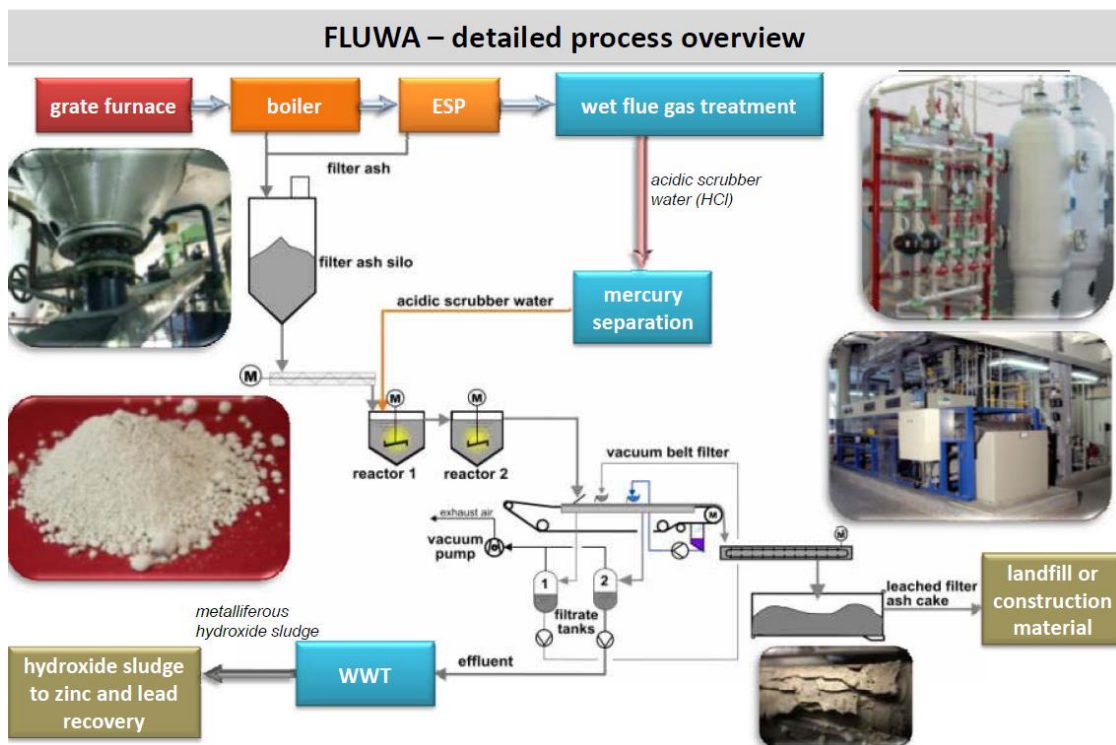 FLUWA – detailed process overview
grate furnace
boiler
ESP
wet flue gas treatment
filter ash
acidic scrubber
water (HCl)
filter ash silo
mercury
separation
acidic scrubber water
M
M
M
reactor 1
reactor 2
vacuum belt filter
exhaust air
vacuum
pump
M
M
1
2
filtrate
tanks
leached filter
ash cake
landfill or
construction
material
metalliferous
hydroxide sludge
effluent
WWT
hydroxide sludge
to zinc and lead
recovery